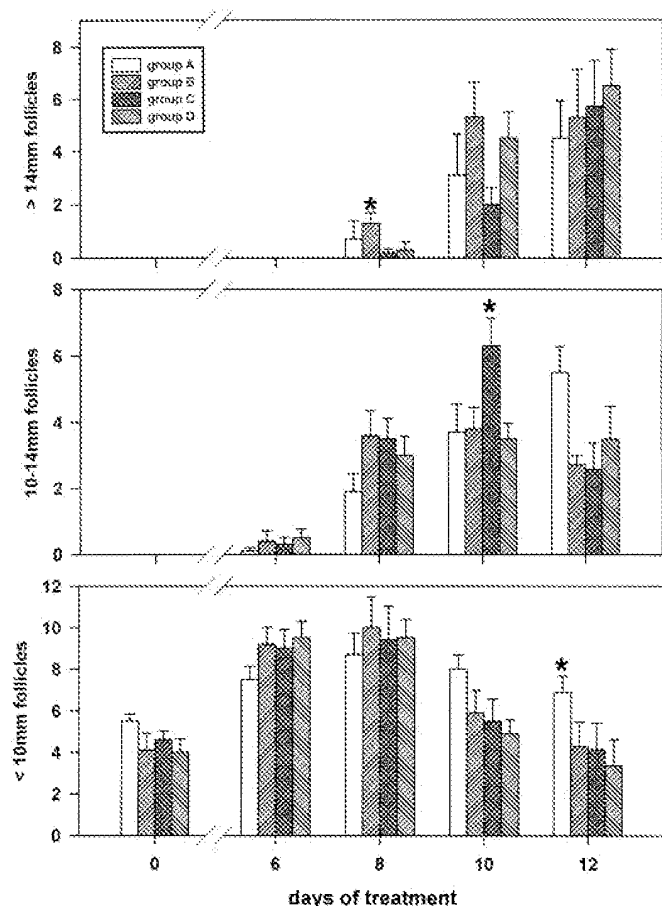 8
6
4
2
0
group A
group B
group C
group D
> 14mm follicles
*
8
6
4
2
0
10-14mm follicles
*
12
10
8
6
4
2
0
< 10mm follicles
*
0 6 8 10 12
days of treatment